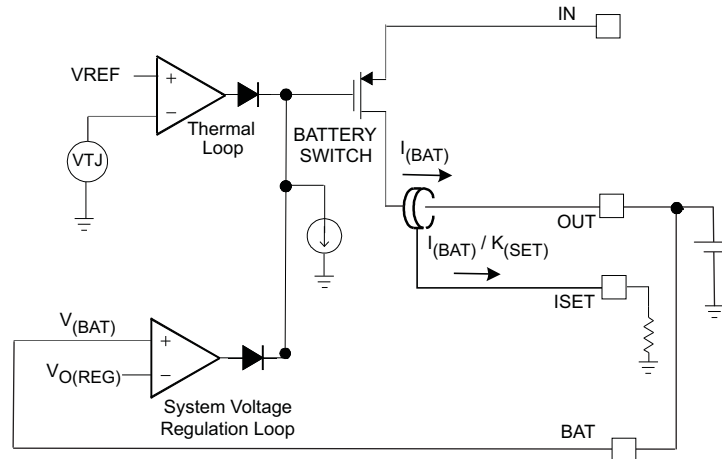 IN
VREF
+
−
Thermal
Loop
BATTERY
SWITCH
VTJ
I(BAT)
OUT
I(BAT) / K(SET)
ISET
V(BAT)
+
VO(REG)
−
System Voltage
Regulation Loop
BAT